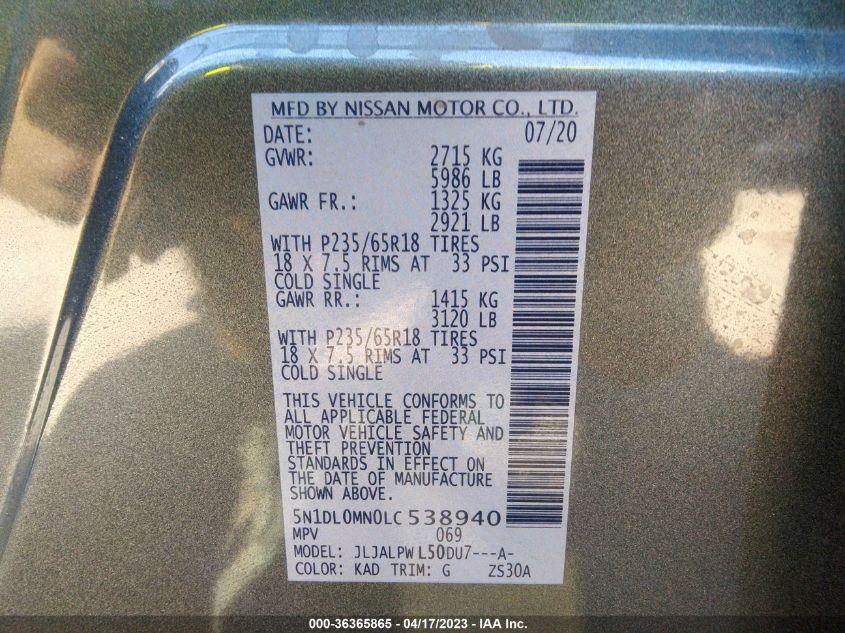 MFD BY NISSAN MOTOR CO., LTD.
DATE: 07/20
GVWR: 2715 KG
5986 LB
GAWR FR.: 1325 KG
2921 LB
WITH P235/65R18 TIRES
18 X 7.5 RIMS AT 33 PSI
COLD SINGLE
GAWR RR.: 1415 KG
3120 LB
WITH P235/65R18 TIRES
18 X 7.5 RIMS AT 33 PSI
COLD SINGLE
THIS VEHICLE CONFORMS TO
ALL APPLICABLE FEDERAL
MOTOR VEHICLE SAFETY AND
THEFT PREVENTION
STANDARDS IN EFFECT ON
THE DATE OF MANUFACTURE
SHOWN ABOVE.
5N1DL0MN0LC538940
MPV 069
MODEL: JLJALPWL50DU7---A-
COLOR: KAD TRIM: G ZS30A
000-36365865 - 04/17/2023 - IAA Inc.